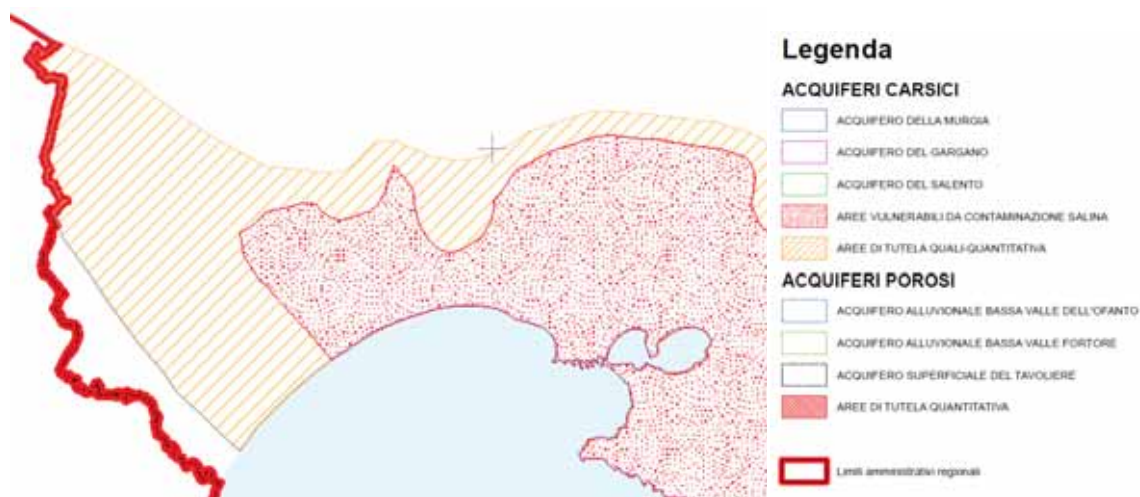 Legenda
ACQUIFERI CARSICI
ACQUIFERO DELLA MURGIA
ACQUIFERO DEL GARGANO
ACQUIFERO DEL SALENTO
AREE VULNERABILI DA CONTAMINAZIONE SALINA
AREE DI TUTELA QUALI-QUANTITATIVA
ACQUIFERI POROSI
ACQUIFERO ALLUVIONALE BASSA VALLE DELL'OFANTO
ACQUIFERO ALLUVIONALE BASSA VALLE FORTORE
ACQUIFERO SUPERFICIALE DEL TAVOLIERE
AREE DI TUTELA QUANTITATIVA
Limiti amministrativi regionali